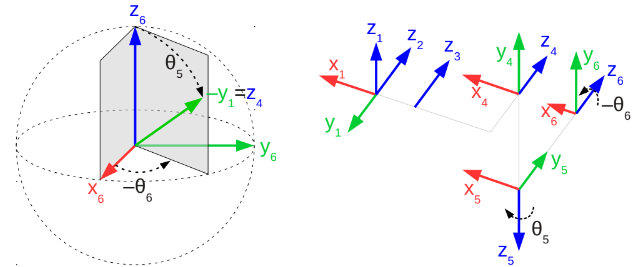 z₆
θ₅
−y₁=z₄
y₆
x₆
−θ₆
z₁
z₂
z₃
x₁
y₁
y₄
z₄
x₄
y₆
z₆
x₆
−θ₆
y₅
x₅
θ₅
z₅